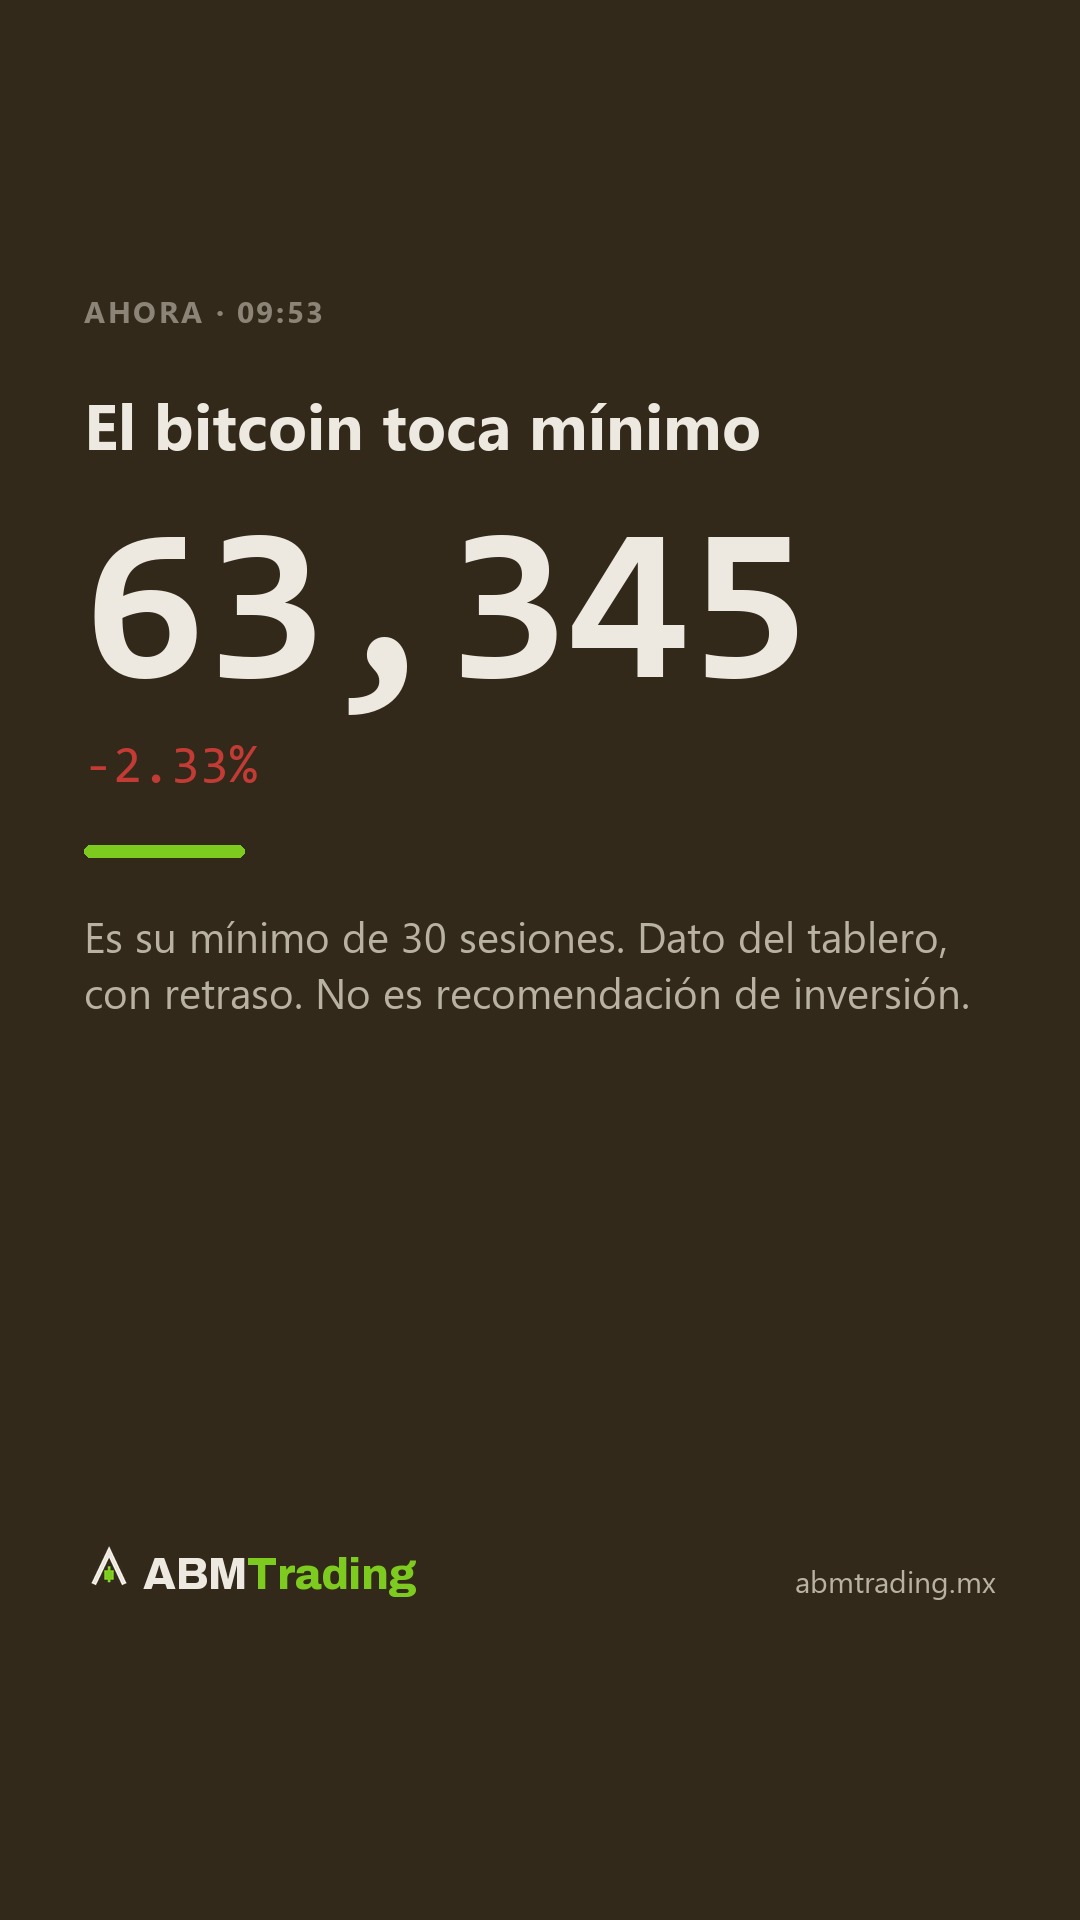 AHORA · 09:53
El bitcoin toca mínimo
63,345
-2.33%
Es su mínimo de 30 sesiones. Dato del tablero,
con retraso. No es recomendación de inversión.
ABMTrading
abmtrading.mx